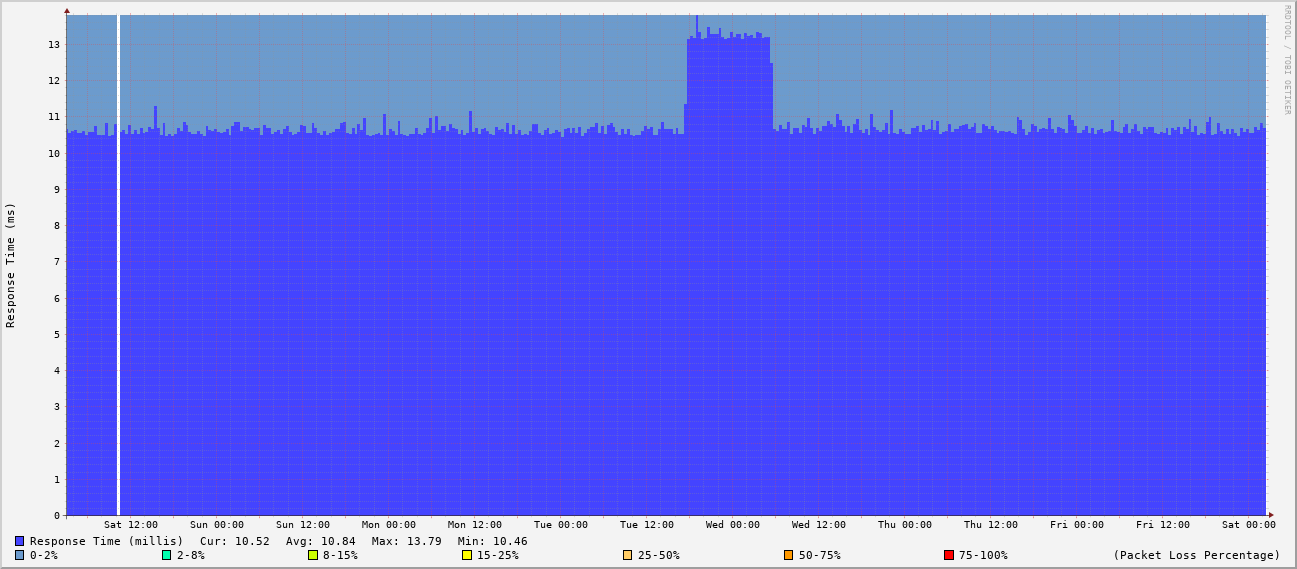 RRDTOOL / TOBI OETIKER
Response Time (ms)
13
12
11
10
9
8
7
6
5
4
3
2
1
0
Sat 12:00 Sun 00:00 Sun 12:00 Mon 00:00 Mon 12:00 Tue 00:00 Tue 12:00 Wed 00:00 Wed 12:00 Thu 00:00 Thu 12:00 Fri 00:00 Fri 12:00 Sat 00:00
Response Time (millis) Cur: 10.52 Avg: 10.84 Max: 13.79 Min: 10.46
0-2% 2-8% 8-15% 15-25% 25-50% 50-75% 75-100% (Packet Loss Percentage)